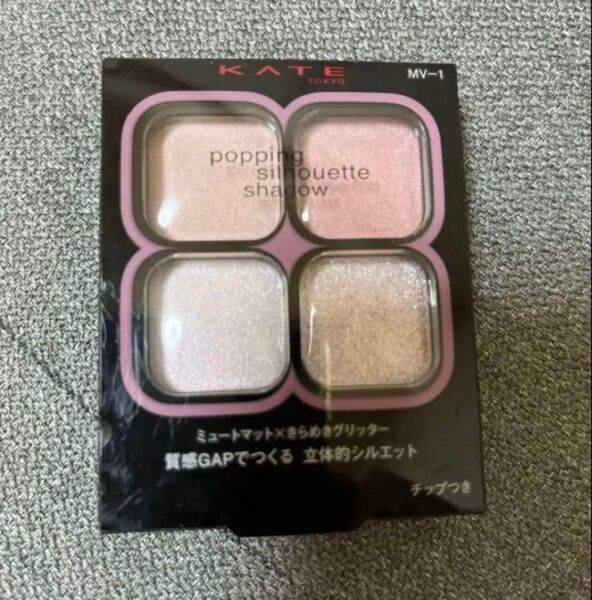 KATE
TOKYO
MV-1
popping
silhouette
shadow
ミュートマット×きらめきグリッター
質感GAPでつくる 立体的シルエット
チップつき